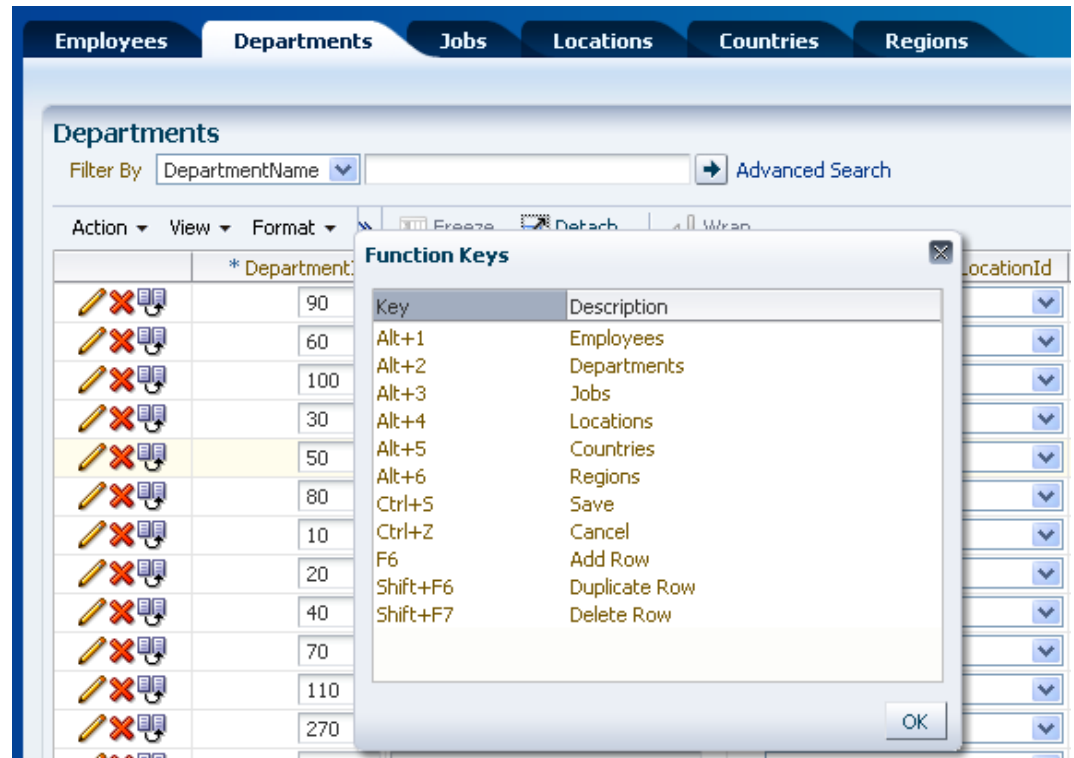 Employees Departments Jobs Locations Countries Regions
Departments
Filter By DepartmentName Advanced Search
Action View Format » Freeze Detach Wrap
* DepartmentI LocationId
Function Keys
Key Description
90
Alt+1 Employees
60
Alt+2 Departments
100
Alt+3 Jobs
30
Alt+4 Locations
50
Alt+5 Countries
Alt+6 Regions
80
Ctrl+S Save
10
Ctrl+Z Cancel
F6 Add Row
20
Shift+F6 Duplicate Row
40
Shift+F7 Delete Row
70
110
270
OK